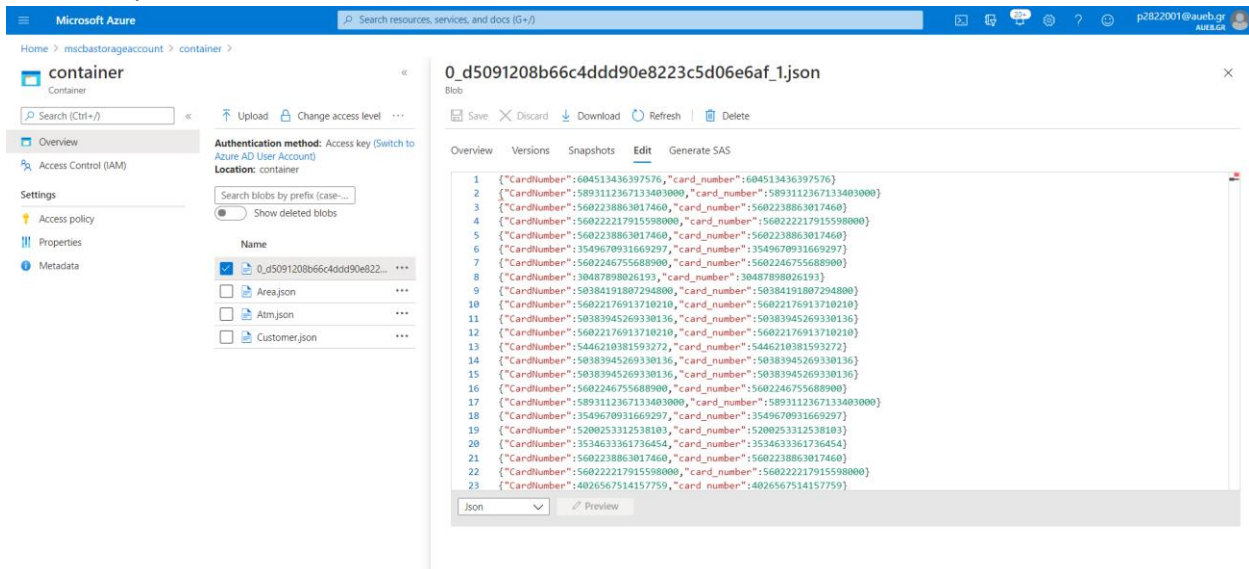 Microsoft Azure
Search resources, services, and docs (G+/)
20+
p2822001@aueb.gr
AUEB.GR
Home > mscbastorageaccount > container >
container
Container
Search (Ctrl+/)
Overview
Access Control (IAM)
Settings
Access policy
Properties
Metadata
Upload Change access level ...
Authentication method: Access key (Switch to
Azure AD User Account)
Location: container
Search blobs by prefix (case-...
Show deleted blobs
Name
0_d5091208b66c4ddd90e822... ...
Area.json ...
Atm.json ...
Customer.json ...
0_d5091208b66c4ddd90e8223c5d06e6af_1.json
Blob
Save Discard Download Refresh Delete
Overview Versions Snapshots Edit Generate SAS
1 {"CardNumber":604513436397576,"card_number":604513436397576}
2 {"CardNumber":5893112367133403000,"card_number":5893112367133403000}
3 {"CardNumber":5602238863017460,"card_number":5602238863017460}
4 {"CardNumber":560222217915598000,"card_number":560222217915598000}
5 {"CardNumber":5602238863017460,"card_number":5602238863017460}
6 {"CardNumber":3549670931669297,"card_number":3549670931669297}
7 {"CardNumber":5602246755688900,"card_number":5602246755688900}
8 {"CardNumber":30487898026193,"card_number":30487898026193}
9 {"CardNumber":50384191807294800,"card_number":50384191807294800}
10 {"CardNumber":56022176913710210,"card_number":56022176913710210}
11 {"CardNumber":50383945269330136,"card_number":50383945269330136}
12 {"CardNumber":56022176913710210,"card_number":56022176913710210}
13 {"CardNumber":5446210381593272,"card_number":5446210381593272}
14 {"CardNumber":50383945269330136,"card_number":50383945269330136}
15 {"CardNumber":50383945269330136,"card_number":50383945269330136}
16 {"CardNumber":5602246755688900,"card_number":5602246755688900}
17 {"CardNumber":5893112367133403000,"card_number":5893112367133403000}
18 {"CardNumber":3549670931669297,"card_number":3549670931669297}
19 {"CardNumber":5200253312538103,"card_number":5200253312538103}
20 {"CardNumber":3534633361736454,"card_number":3534633361736454}
21 {"CardNumber":5602238863017460,"card_number":5602238863017460}
22 {"CardNumber":560222217915598000,"card_number":560222217915598000}
23 {"CardNumber":4026567514157759,"card_number":4026567514157759}
Json Preview